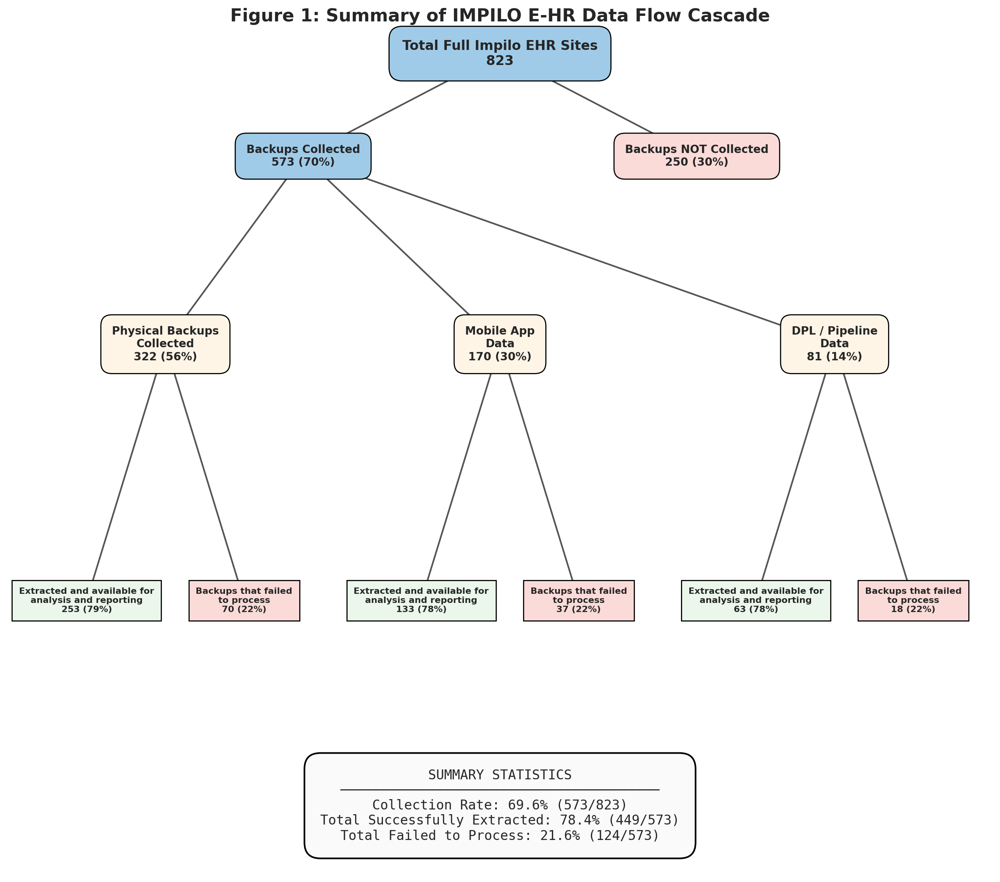 Figure 1: Summary of IMPILO E-HR Data Flow Cascade
Total Full Impilo EHR Sites
823
Backups Collected
573 (70%)
Backups NOT Collected
250 (30%)
Physical Backups
Collected
322 (56%)
Mobile App
Data
170 (30%)
DPL / Pipeline
Data
81 (14%)
Extracted and available for
analysis and reporting
253 (79%)
Backups that failed
to process
70 (22%)
Extracted and available for
analysis and reporting
133 (78%)
Backups that failed
to process
37 (22%)
Extracted and available for
analysis and reporting
63 (78%)
Backups that failed
to process
18 (22%)
SUMMARY STATISTICS
Collection Rate: 69.6% (573/823)
Total Successfully Extracted: 78.4% (449/573)
Total Failed to Process: 21.6% (124/573)